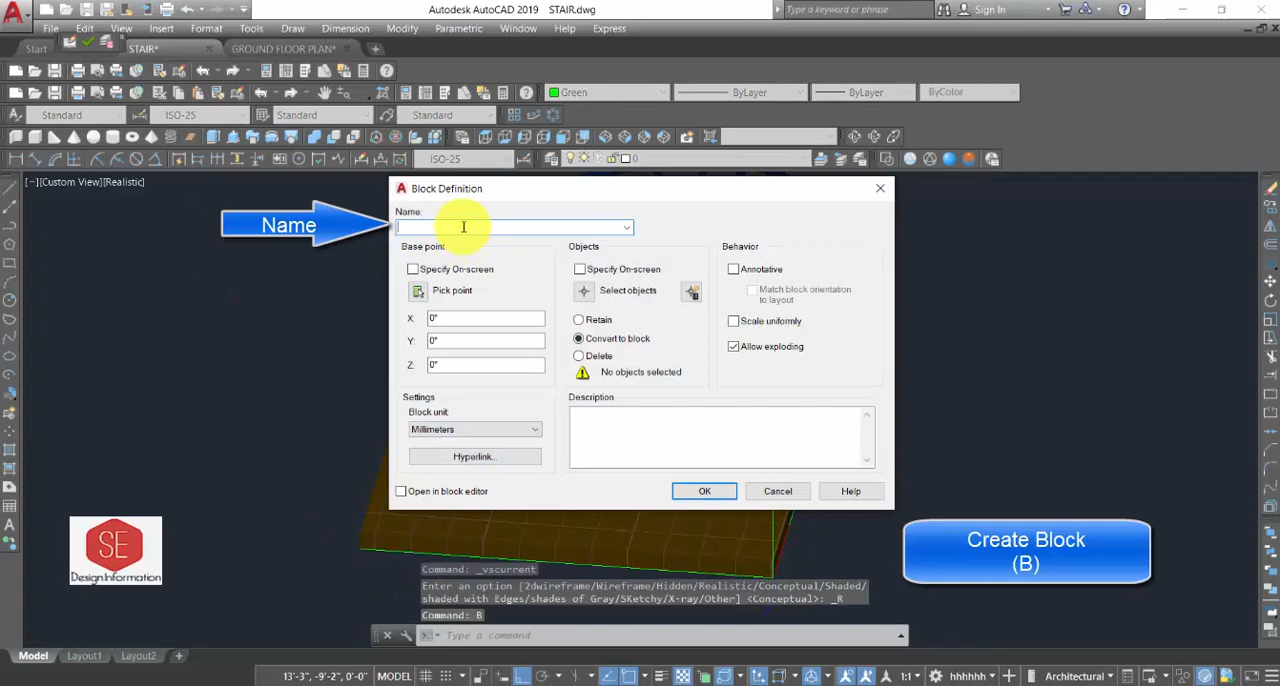 Autodesk AutoCAD 2019 STAIR.dwg
Type a keyword or phrase
Sign In
File Edit View Insert Format Tools Draw Dimension Modify Parametric Window Help Express
Start STAIR* GROUND FLOOR PLAN*
Green ByLayer ByLayer ByColor
Standard ISO-25 Standard Standard
ISO-25 0
[−][Custom View][Realistic]
Block Definition
Name:
Name
Base point Objects Behavior
Specify On-screen Specify On-screen Annotative
Pick point Select objects Match block orientation
to layout
X: 0" Retain Scale uniformly
Y: 0" Convert to block Allow exploding
Z: 0" Delete
No objects selected
Settings Description
Block unit:
Millimeters
Hyperlink...
Open in block editor OK Cancel Help
SE
Design Information
Create Block
(B)
Command: _vscurrent
Enter an option [2dwireframe/Wireframe/Hidden/Realistic/Conceptual/Shaded/
shaded with Edges/shades of Gray/SKetchy/X-ray/Other] <Conceptual>: _R
Command: B
Type a command
Model Layout1 Layout2 +
13'-3", -9'-2", 0'-0" MODEL 1:1 hhhhhh Architectural